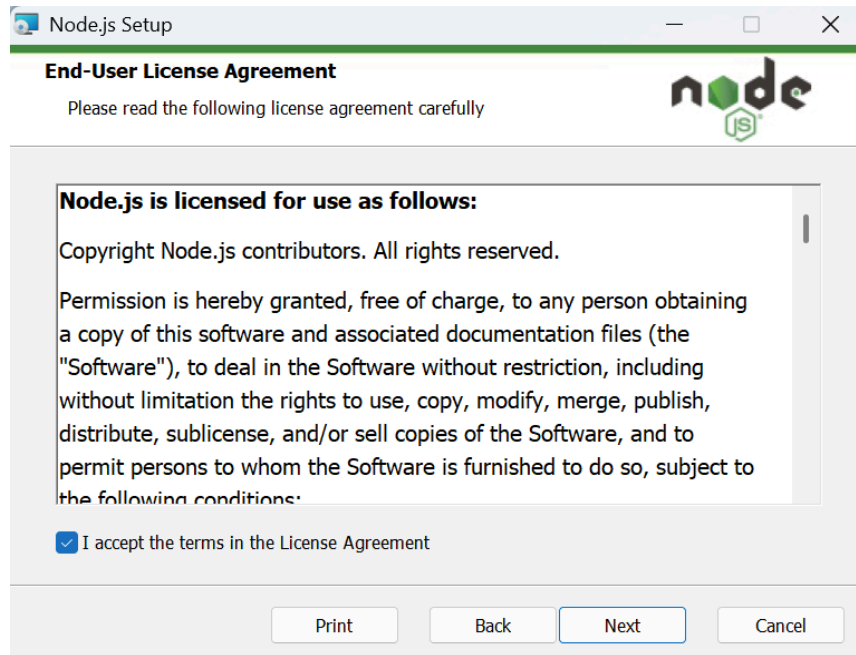 Node.js Setup
End-User License Agreement
Please read the following license agreement carefully
node
JS
Node.js is licensed for use as follows:
Copyright Node.js contributors. All rights reserved.
Permission is hereby granted, free of charge, to any person obtaining
a copy of this software and associated documentation files (the
"Software"), to deal in the Software without restriction, including
without limitation the rights to use, copy, modify, merge, publish,
distribute, sublicense, and/or sell copies of the Software, and to
permit persons to whom the Software is furnished to do so, subject to
the following conditions:
I accept the terms in the License Agreement
Print Back Next Cancel